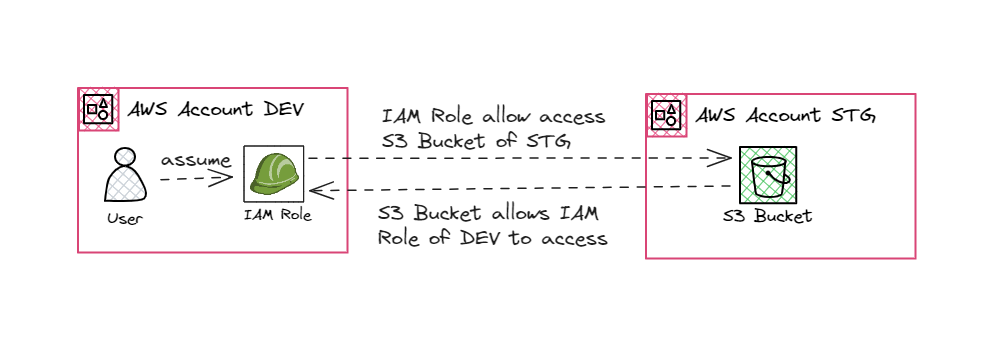 AWS Account DEV
assume
User
IAM Role
IAM Role allow access
S3 Bucket of STG
S3 Bucket allows IAM
Role of DEV to access
AWS Account STG
S3 Bucket